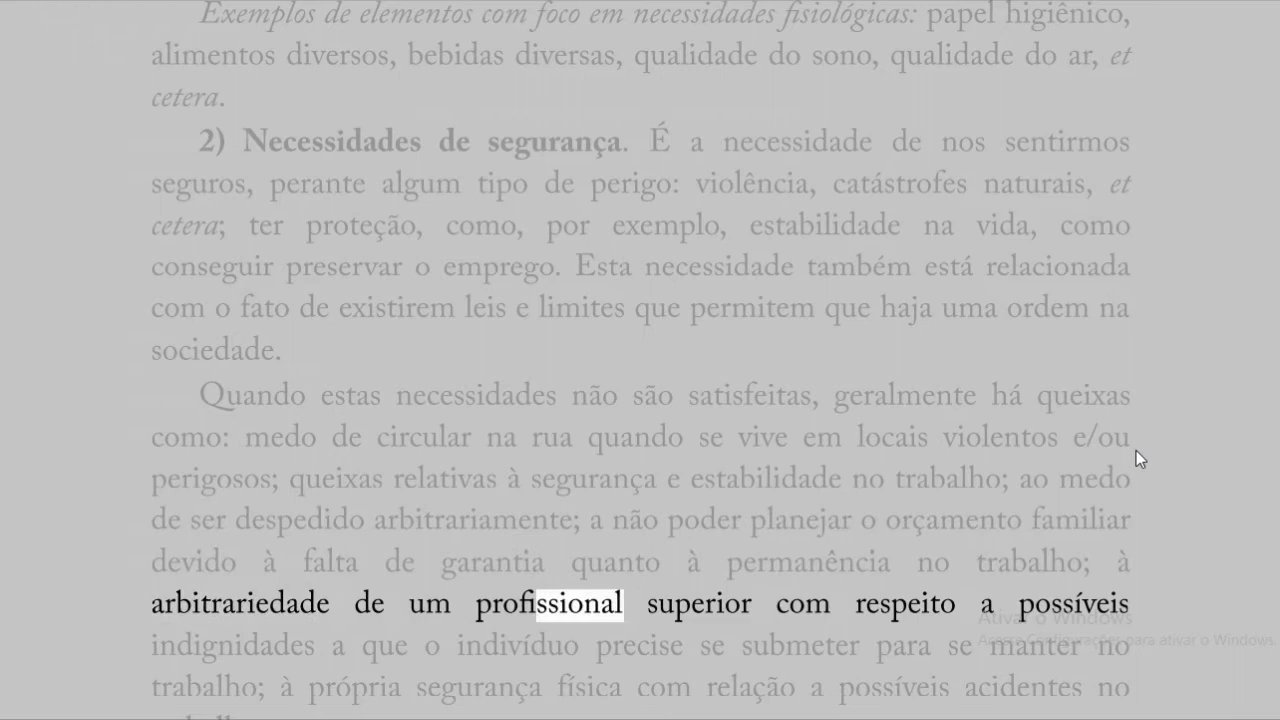 Exemplos de elementos com foco em necessidades fisiológicas: papel higiênico,
alimentos diversos, bebidas diversas, qualidade do sono, qualidade do ar, et
cetera.
2) Necessidades de segurança. É a necessidade de nos sentirmos
seguros, perante algum tipo de perigo: violência, catástrofes naturais, et
cetera; ter proteção, como, por exemplo, estabilidade na vida, como
conseguir preservar o emprego. Esta necessidade também está relacionada
com o fato de existirem leis e limites que permitem que haja uma ordem na
sociedade.
Quando estas necessidades não são satisfeitas, geralmente há queixas
como: medo de circular na rua quando se vive em locais violentos e/ou
perigosos; queixas relativas à segurança e estabilidade no trabalho; ao medo
de ser despedido arbitrariamente; a não poder planejar o orçamento familiar
devido à falta de garantia quanto à permanência no trabalho; à
arbitrariedade de um profissional superior com respeito a possíveis
indignidades a que o indivíduo precise se submeter para se manter no
trabalho; à própria segurança física com relação a possíveis acidentes no
Ativar o Windows
Acesse Configurações para ativar o Windows.